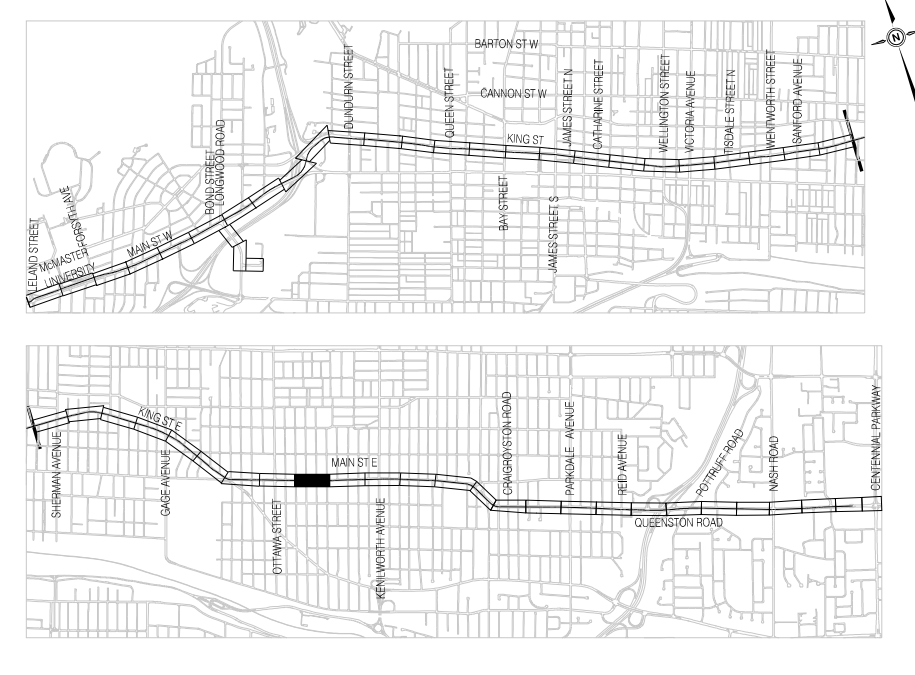 N
BARTON ST W
CANNON ST W
DUNDURN STREET
QUEEN STREET
JAMES STREET N
CATHARINE STREET
WELLINGTON STREET
VICTORIA AVENUE
TISDALE STREET N
WENTWORTH STREET
SANFORD AVENUE
KING ST
BOND STREET
LONGWOOD ROAD
BAY STREET
JAMES STREET S
LELAND STREET
FORSYTH AVE
McMASTER
UNIVERSITY
MAIN ST W
KING ST E
SHERMAN AVENUE
GAGE AVENUE
MAIN ST E
OTTAWA STREET
KENILWORTH AVENUE
CRAIGROYSTON ROAD
PARKDALE AVENUE
REID AVENUE
POTTRUFF ROAD
NASH ROAD
CENTENNIAL PARKWAY
QUEENSTON ROAD